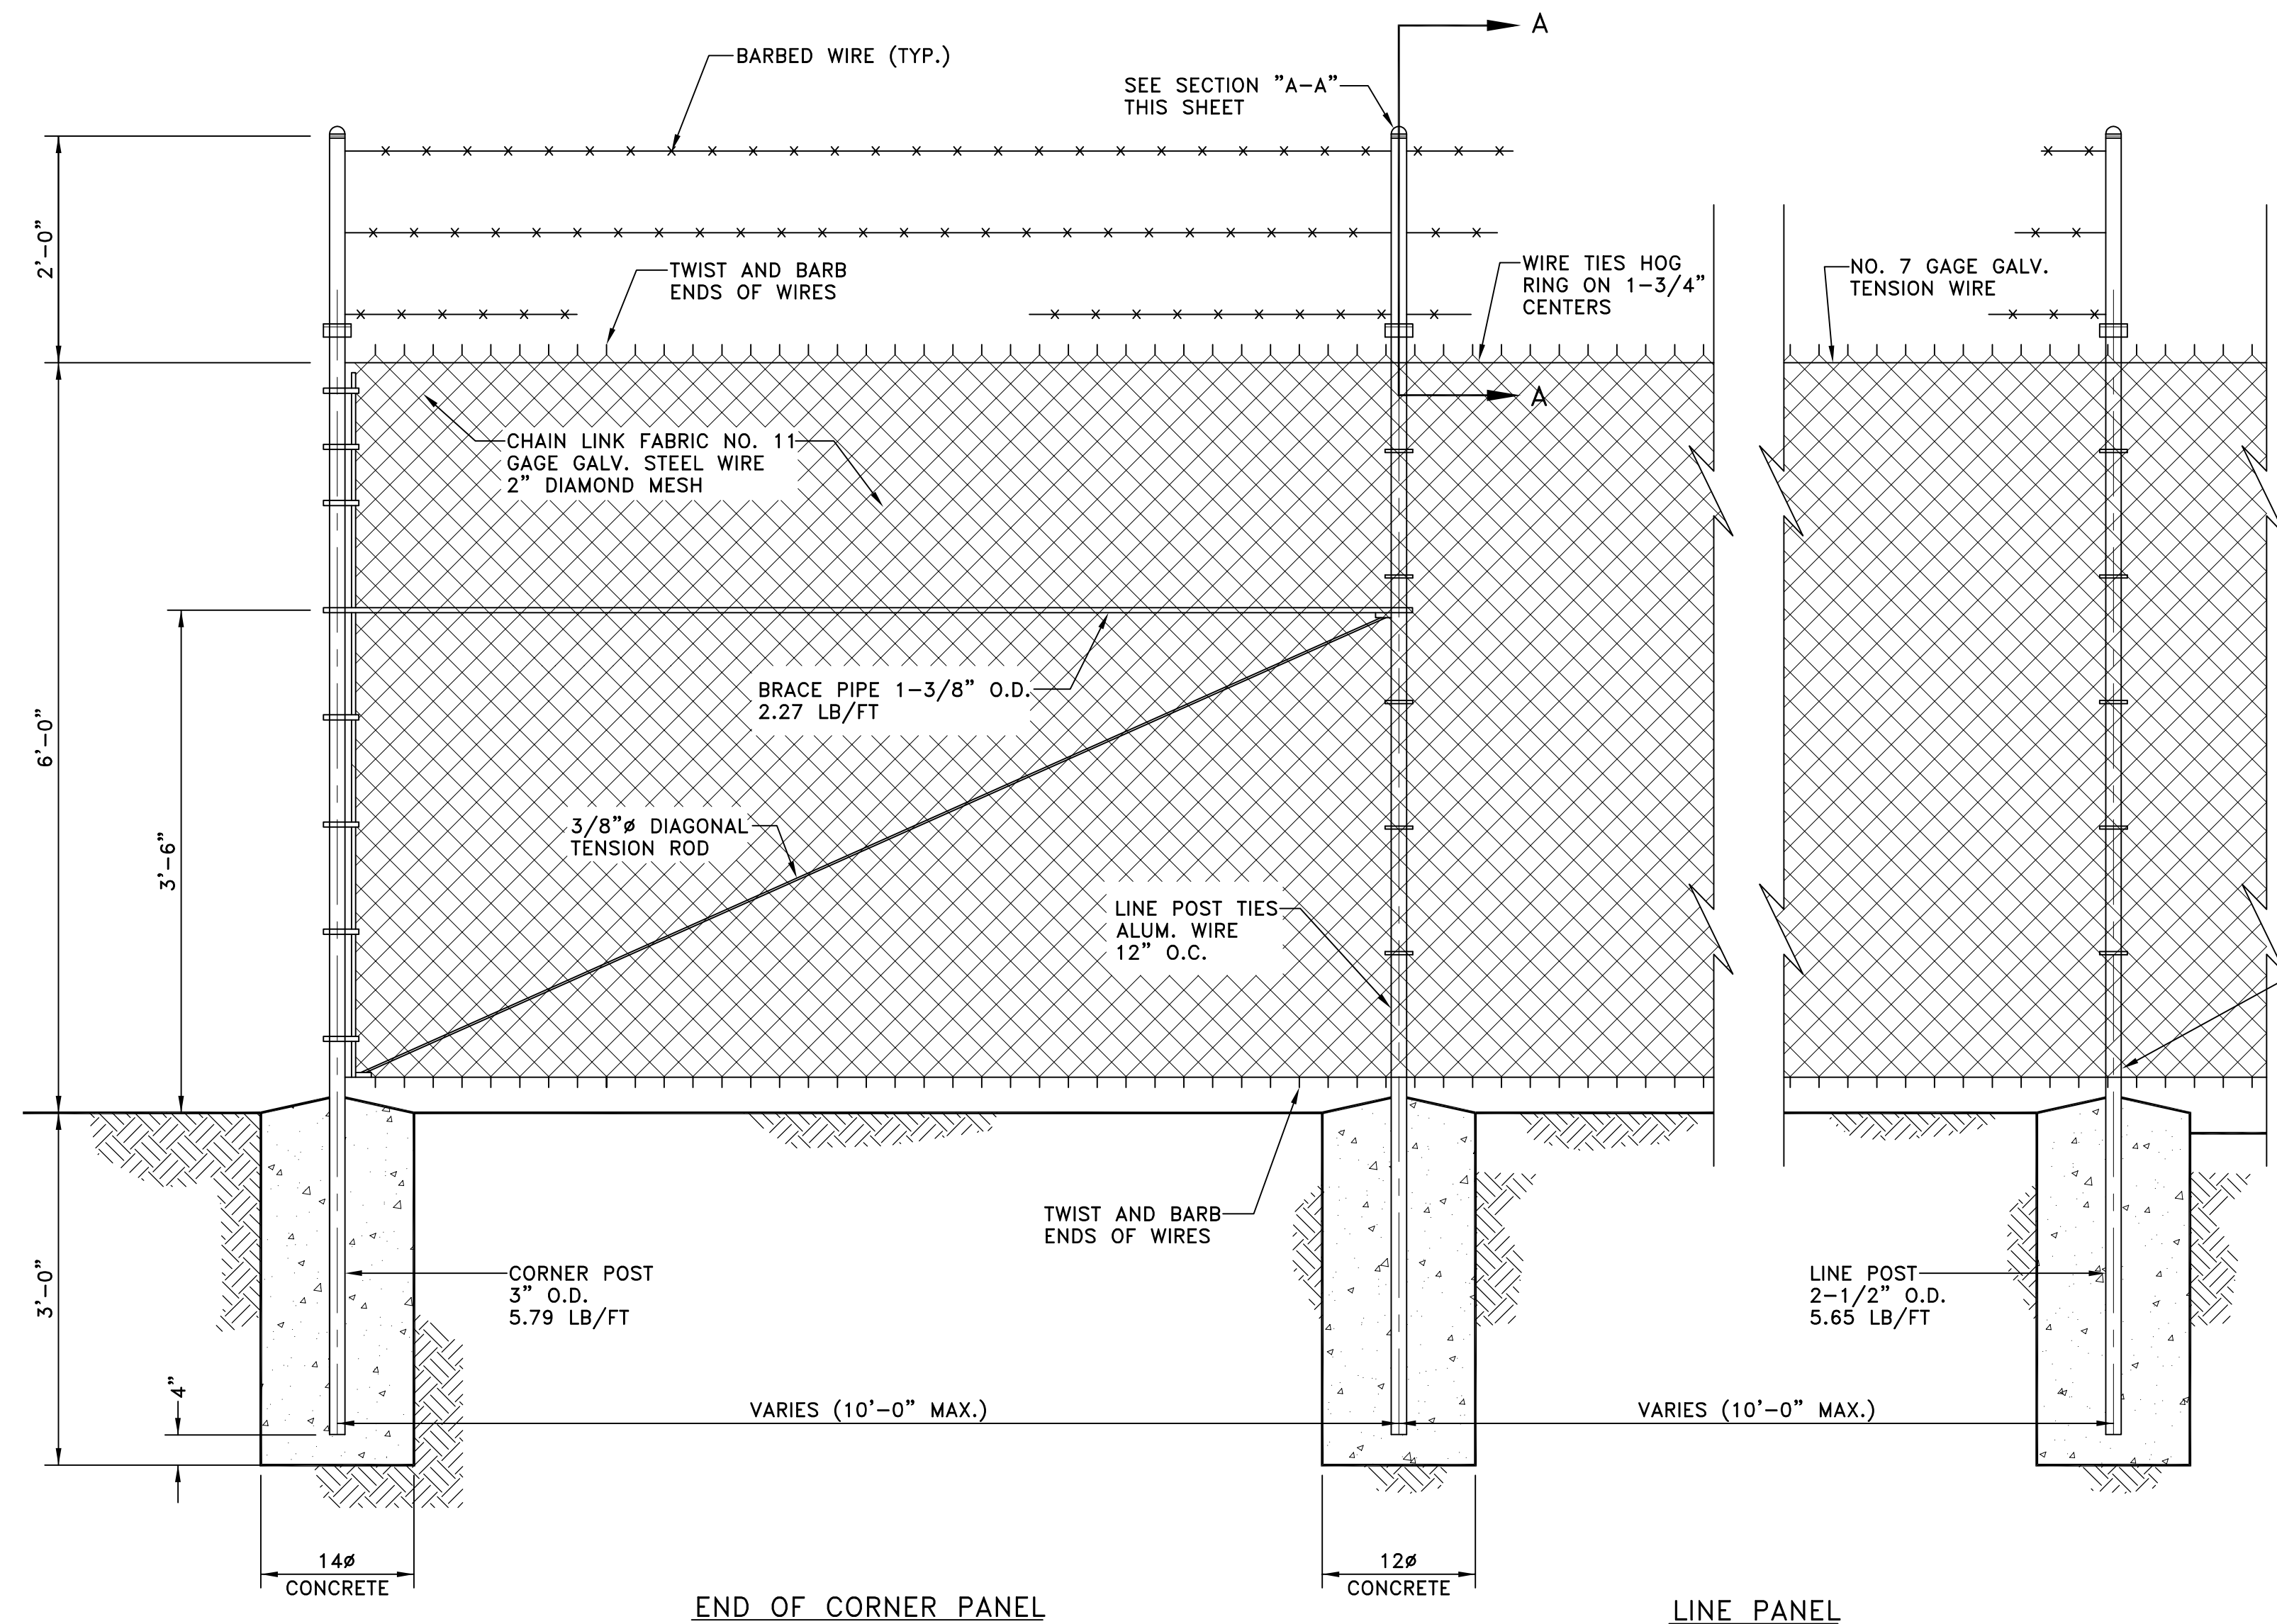 A
BARBED WIRE (TYP.)
SEE SECTION "A-A"
THIS SHEET
2'-0"
TWIST AND BARB
ENDS OF WIRES
WIRE TIES HOG
RING ON 1-3/4"
CENTERS
NO. 7 GAGE GALV.
TENSION WIRE
A
CHAIN LINK FABRIC NO. 11
GAGE GALV. STEEL WIRE
2" DIAMOND MESH
6'-0"
BRACE PIPE 1-3/8" O.D.
2.27 LB/FT
3'-6"
3/8"ø DIAGONAL
TENSION ROD
LINE POST TIES
ALUM. WIRE
12" O.C.
TWIST AND BARB
ENDS OF WIRES
3'-0"
CORNER POST
3" O.D.
5.79 LB/FT
LINE POST
2-1/2" O.D.
5.65 LB/FT
4"
VARIES (10'-0" MAX.)
VARIES (10'-0" MAX.)
14ø
CONCRETE
12ø
CONCRETE
END OF CORNER PANEL
LINE PANEL